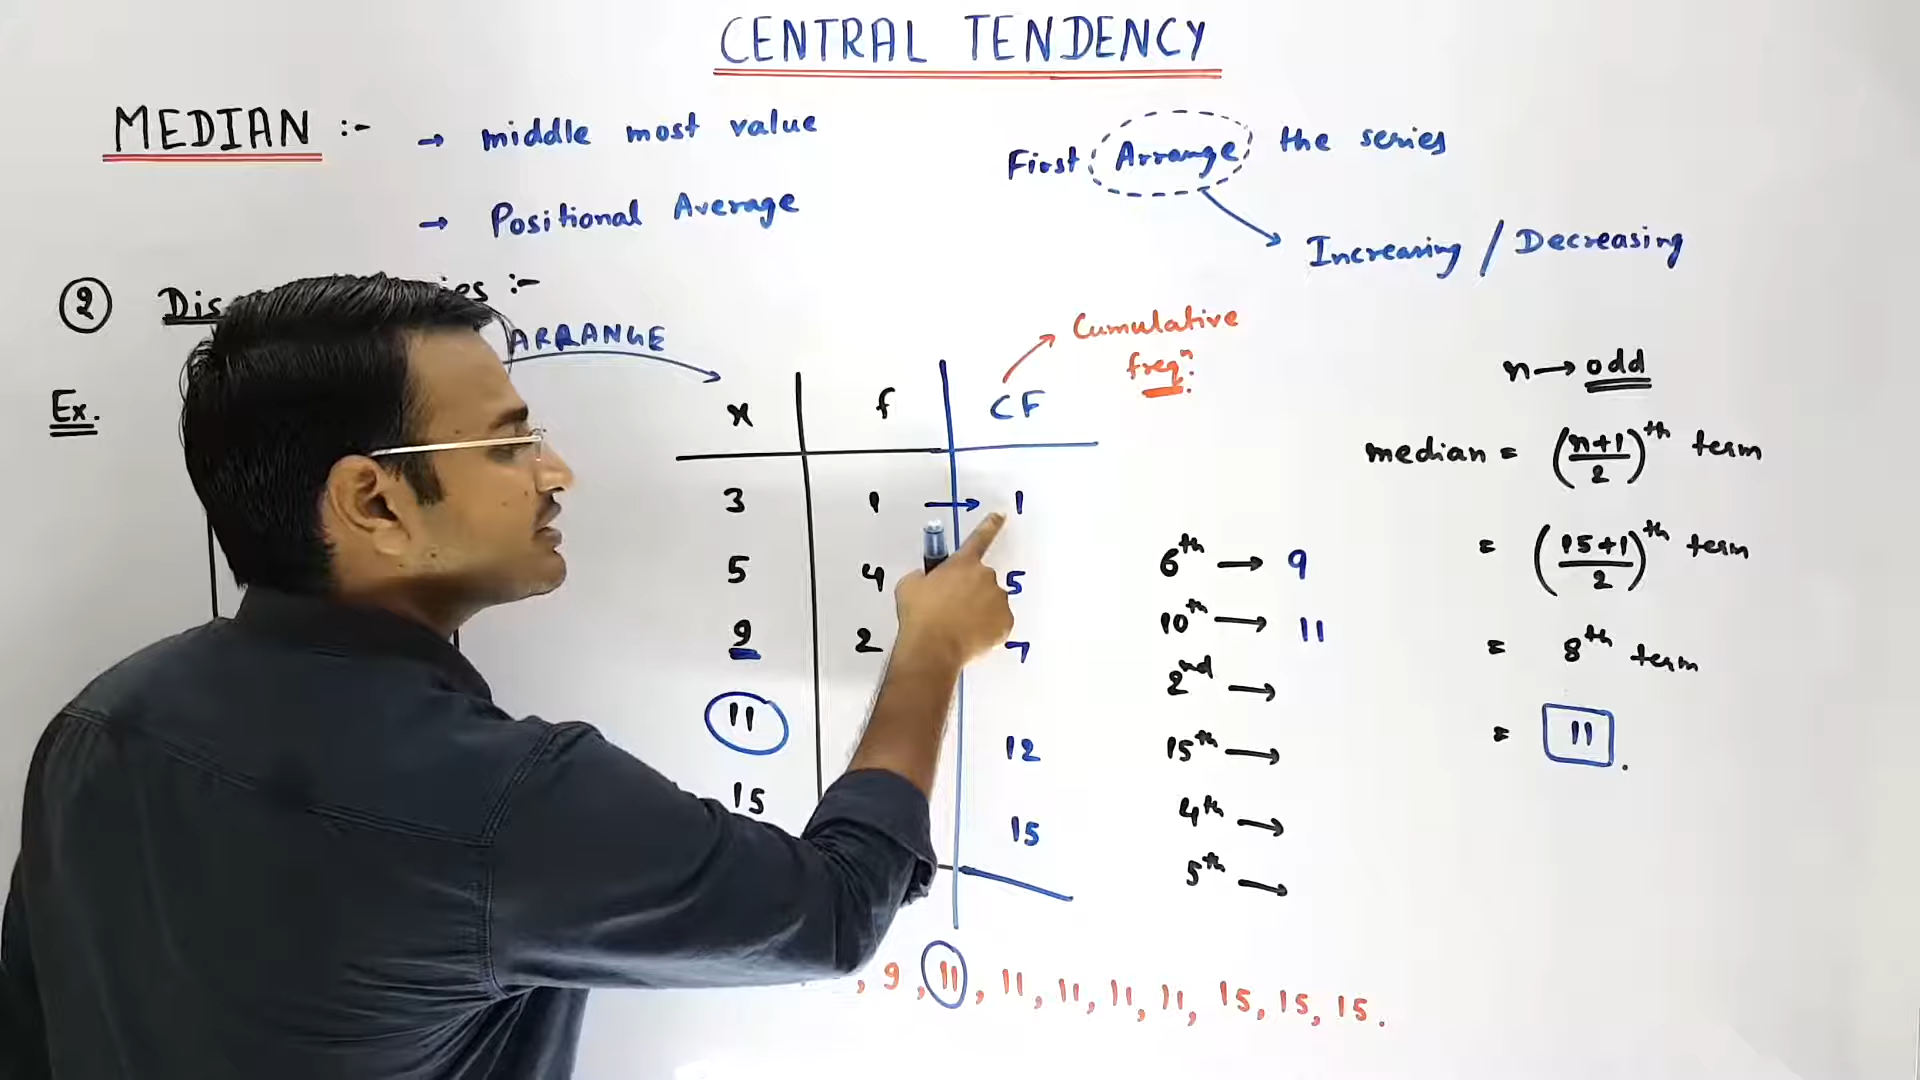 CENTRAL TENDENCY
MEDIAN :-
→ middle most value
→ Positional Average
First Arrange the series
Increasing / Decreasing
② :-
ARRANGE
Ex.
Cumulative
freqⁿ.
x f CF
3 1 → 1
5 4 5
9 2 7
11 12
15 15
6th → 9
10th → 11
2nd →
15th →
4th →
5th →
n → odd
median = (n+1/2)th term
= (15+1/2)th term
= 8th term
= 11.
, 9, 11, 11, 11, 11, 11, 15, 15, 15.